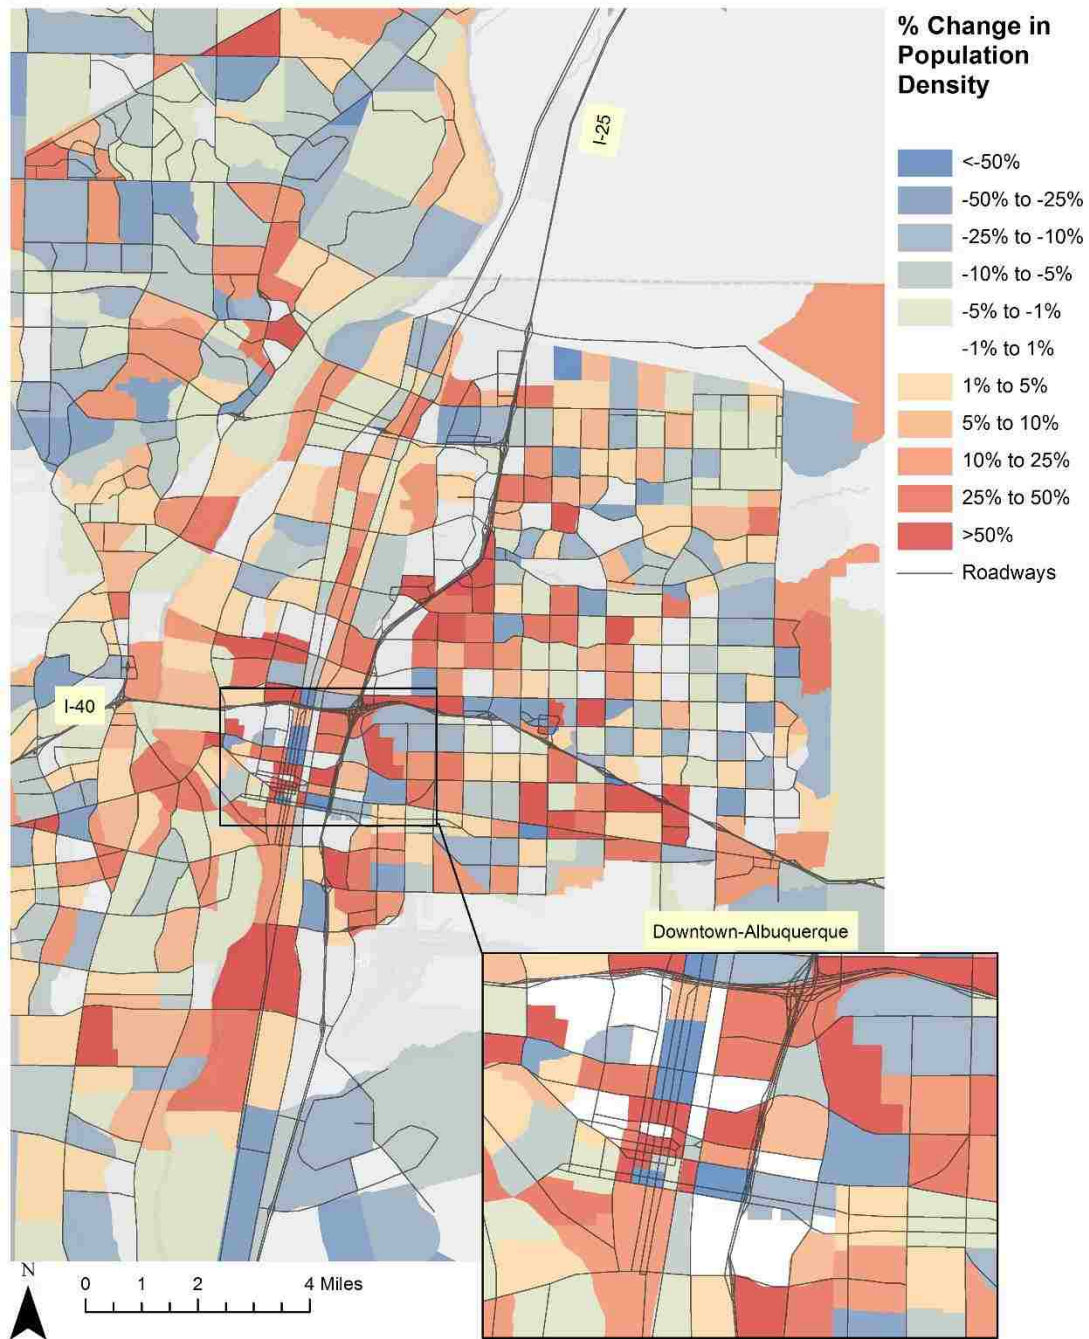 % Change in
Population
Density
<-50%
-50% to -25%
-25% to -10%
-10% to -5%
-5% to -1%
-1% to 1%
1% to 5%
5% to 10%
10% to 25%
25% to 50%
>50%
Roadways
I-25
I-40
Downtown-Albuquerque
N
0 1 2 4 Miles